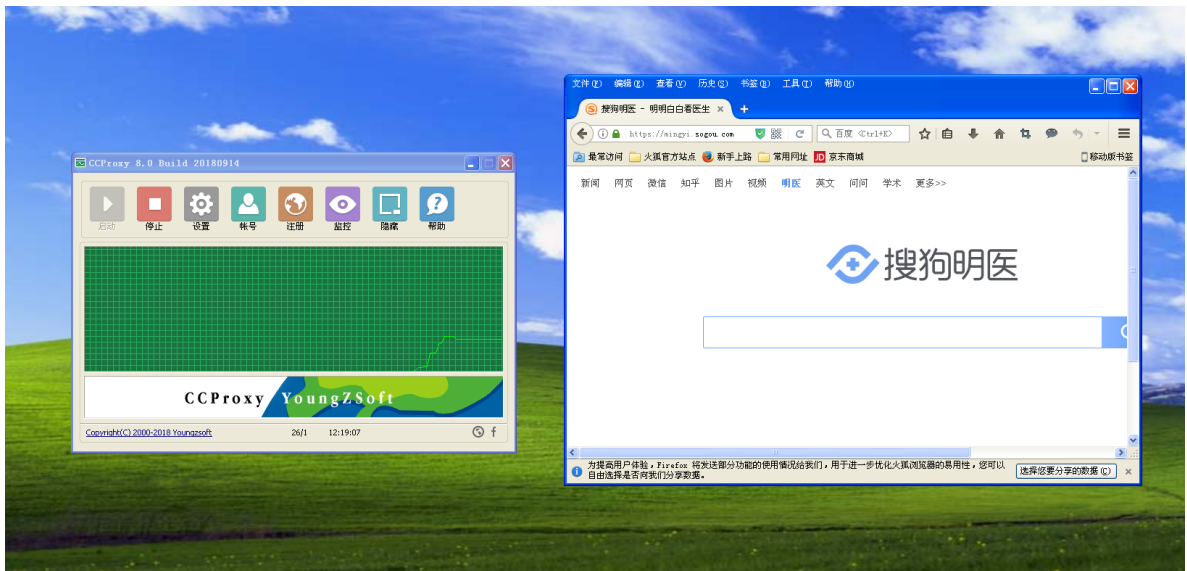 CCProxy 8.0 Build 20180914
启动 停止 设置 帐号 注册 监控 隐藏 帮助
CCProxy YoungZSoft
Copyright(C) 2000-2018 Youngzsoft 26/1 12:19:07
文件(F) 编辑(E) 查看(V) 历史(S) 书签(B) 工具(T) 帮助(H)
搜狗明医 - 明明白白看医生
https://mingyi.sogou.com 百度 <Ctrl+K>
最常访问 火狐官方站点 新手上路 常用网址 JD 京东商城 移动版书签
新闻 网页 微信 知乎 图片 视频 明医 英文 问问 学术 更多>>
搜狗明医
为提高用户体验，Firefox 将发送部分功能的使用情况给我们，用于进一步优化火狐浏览器的易用性，您可以
自由选择是否向我们分享数据。
选择您要分享的数据(C)